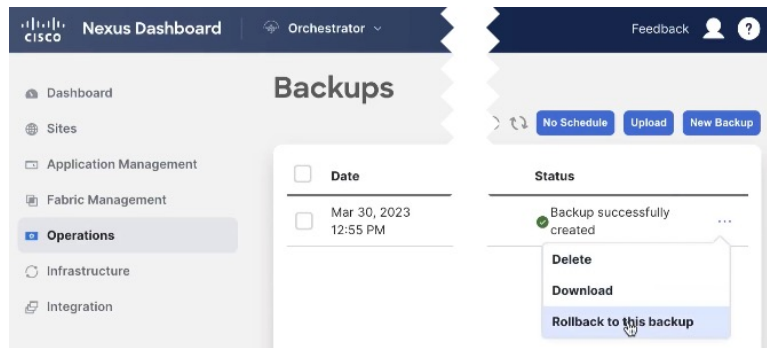 CISCO Nexus Dashboard Orchestrator Feedback ?
Dashboard
Sites
Application Management
Fabric Management
Operations
Infrastructure
Integration
Backups
No Schedule Upload New Backup
Date Status
Mar 30, 2023
12:55 PM
Backup successfully
created
...
Delete
Download
Rollback to this backup